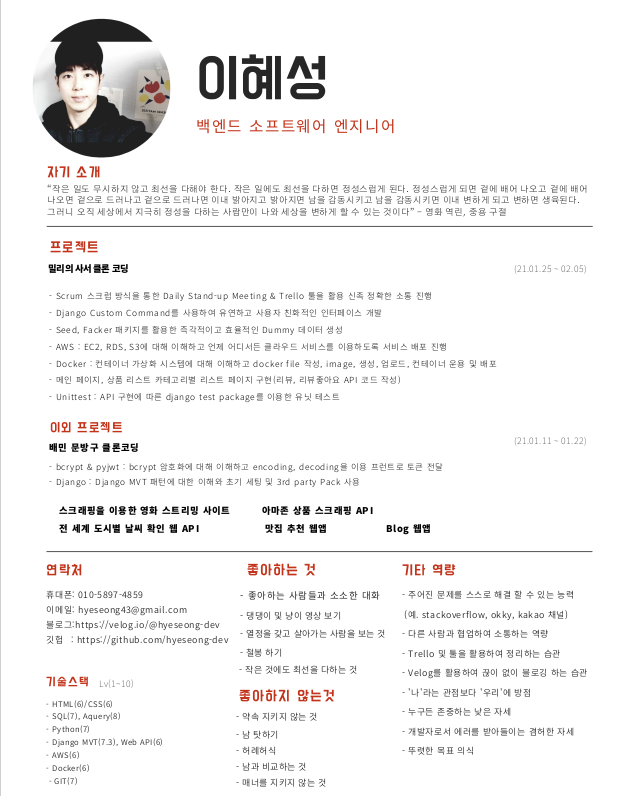 이혜성
백엔드 소프트웨어 엔지니어
자기 소개
“작은 일도 무시하지 않고 최선을 다해야 한다. 작은 일에도 최선을 다하면 정성스럽게 된다. 정성스럽게 되면 겉에 배어 나오고 겉에 배어
나오면 겉으로 드러나고 겉으로 드러나면 이내 밝아지고 밝아지면 남을 감동시키고 남을 감동시키면 이내 변하게 되고 변하면 생육된다.
그러니 오직 세상에서 지극히 정성을 다하는 사람만이 나와 세상을 변하게 할 수 있는 것이다” – 영화 역린, 중용 구절
프로젝트
밀리의 사서 클론 코딩 (21.01.25 ~ 02.05)
- Scrum 스크럼 방식을 통한 Daily Stand-up Meeting & Trello 툴을 활용 신족 정확한 소통 진행
- Django Custom Command를 사용하여 유연하고 사용자 친화적인 인터페이스 개발
- Seed, Facker 패키지를 활용한 즉각적이고 효율적인 Dummy 데이터 생성
- AWS : EC2, RDS, S3에 대해 이해하고 언제 어디서든 클라우드 서비스를 이용하도록 서비스 배포 진행
- Docker : 컨테이너 가상화 시스템에 대해 이해하고 docker file 작성, image, 생성, 업로드, 컨테이너 운용 및 배포
- 메인 페이지, 상품 리스트 카테고리별 리스트 페이지 구현(리뷰, 리뷰좋아요 API 코드 작성)
- Unittest : API 구현에 따른 django test package를 이용한 유닛 테스트
이외 프로젝트
배민 문방구 클론코딩 (21.01.11 ~ 01.22)
- bcrypt & pyjwt : bcrypt 암호화에 대해 이해하고 encoding, decoding을 이용 프런트로 토큰 전달
- Django : Django MVT 패턴에 대한 이해와 초기 세팅 및 3rd party Pack 사용
스크래핑을 이용한 영화 스트리밍 사이트 아마존 상품 스크래핑 API
전 세계 도시별 날씨 확인 웹 API 맛집 추천 웹앱 Blog 웹앱
연락처
휴대폰: 010-5897-4859
이메일: hyeseong43@gmail.com
블로그:https://velog.io/@hyeseong-dev
깃헙 : https://github.com/hyeseong-dev
기술스택 Lv(1~10)
- HTML(6)/CSS(6)
- SQL(7), Aquery(8)
- Python(7)
- Django MVT(7.3), Web API(6)
- AWS(6)
- Docker(6)
- GIT(7)
좋아하는 것
- 좋아하는 사람들과 소소한 대화
- 댕댕이 및 냥이 영상 보기
- 열정을 갖고 살아가는 사람을 보는 것
- 철봉 하기
- 작은 것에도 최선을 다하는 것
좋아하지 않는것
- 약속 지키지 않는 것
- 남 탓하기
- 허례허식
- 남과 비교하는 것
- 매너를 지키지 않는 것
기타 역량
- 주어진 문제를 스스로 해결 할 수 있는 능력
(예. stackoverflow, okky, kakao 채널)
- 다른 사람과 협업하여 소통하는 역량
- Trello 및 툴을 활용하여 정리하는 습관
- Velog를 활용하여 끊이 없이 블로깅 하는 습관
- '나'라는 관점보다 '우리'에 방점
- 누구든 존중하는 낮은 자세
- 개발자로서 에러를 받아들이는 겸허한 자세
- 뚜렷한 목표 의식